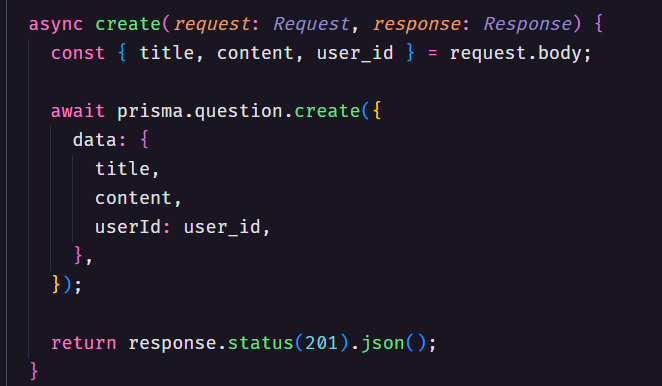 async create(request: Request, response: Response) {
const { title, content, user_id } = request.body;
await prisma.question.create({
data: {
title,
content,
userId: user_id,
},
});
return response.status(201).json();
}